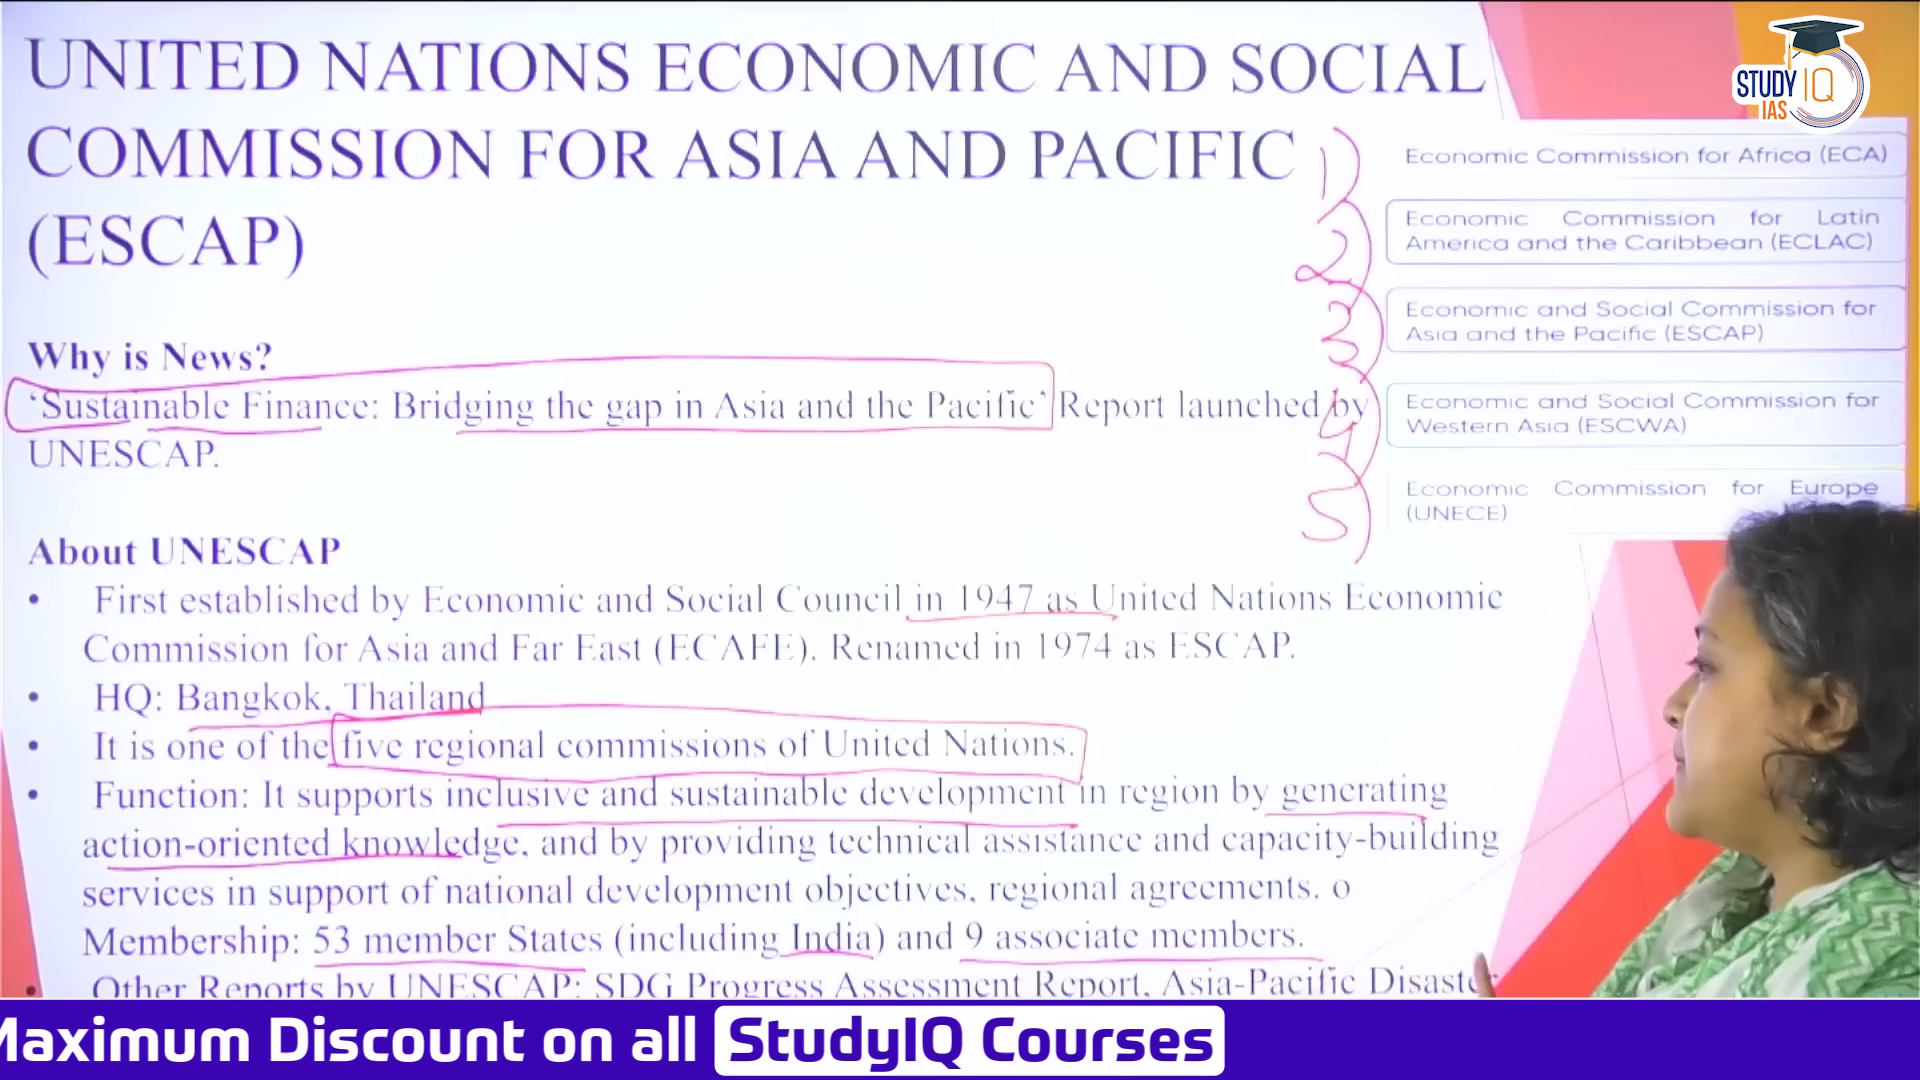 UNITED NATIONS ECONOMIC AND SOCIAL
COMMISSION FOR ASIA AND PACIFIC
(ESCAP)
Why is News?
‘Sustainable Finance: Bridging the gap in Asia and the Pacific’ Report launched by
UNESCAP.
About UNESCAP
• First established by Economic and Social Council in 1947 as United Nations Economic
Commission for Asia and Far East (ECAFE). Renamed in 1974 as ESCAP.
• HQ: Bangkok, Thailand
• It is one of the five regional commissions of United Nations.
• Function: It supports inclusive and sustainable development in region by generating
action-oriented knowledge, and by providing technical assistance and capacity-building
services in support of national development objectives, regional agreements. o
Membership: 53 member States (including India) and 9 associate members.
• Other Reports by UNESCAP: SDG Progress Assessment Report, Asia-Pacific
STUDY IQ
IAS
1)
Economic Commission for Africa (ECA)
2)
Economic Commission for Latin
America and the Caribbean (ECLAC)
3)
Economic and Social Commission for
Asia and the Pacific (ESCAP)
4)
Economic and Social Commission for
Western Asia (ESCWA)
5)
Economic Commission for Europe
(UNECE)
Maximum Discount on all StudyIQ Courses